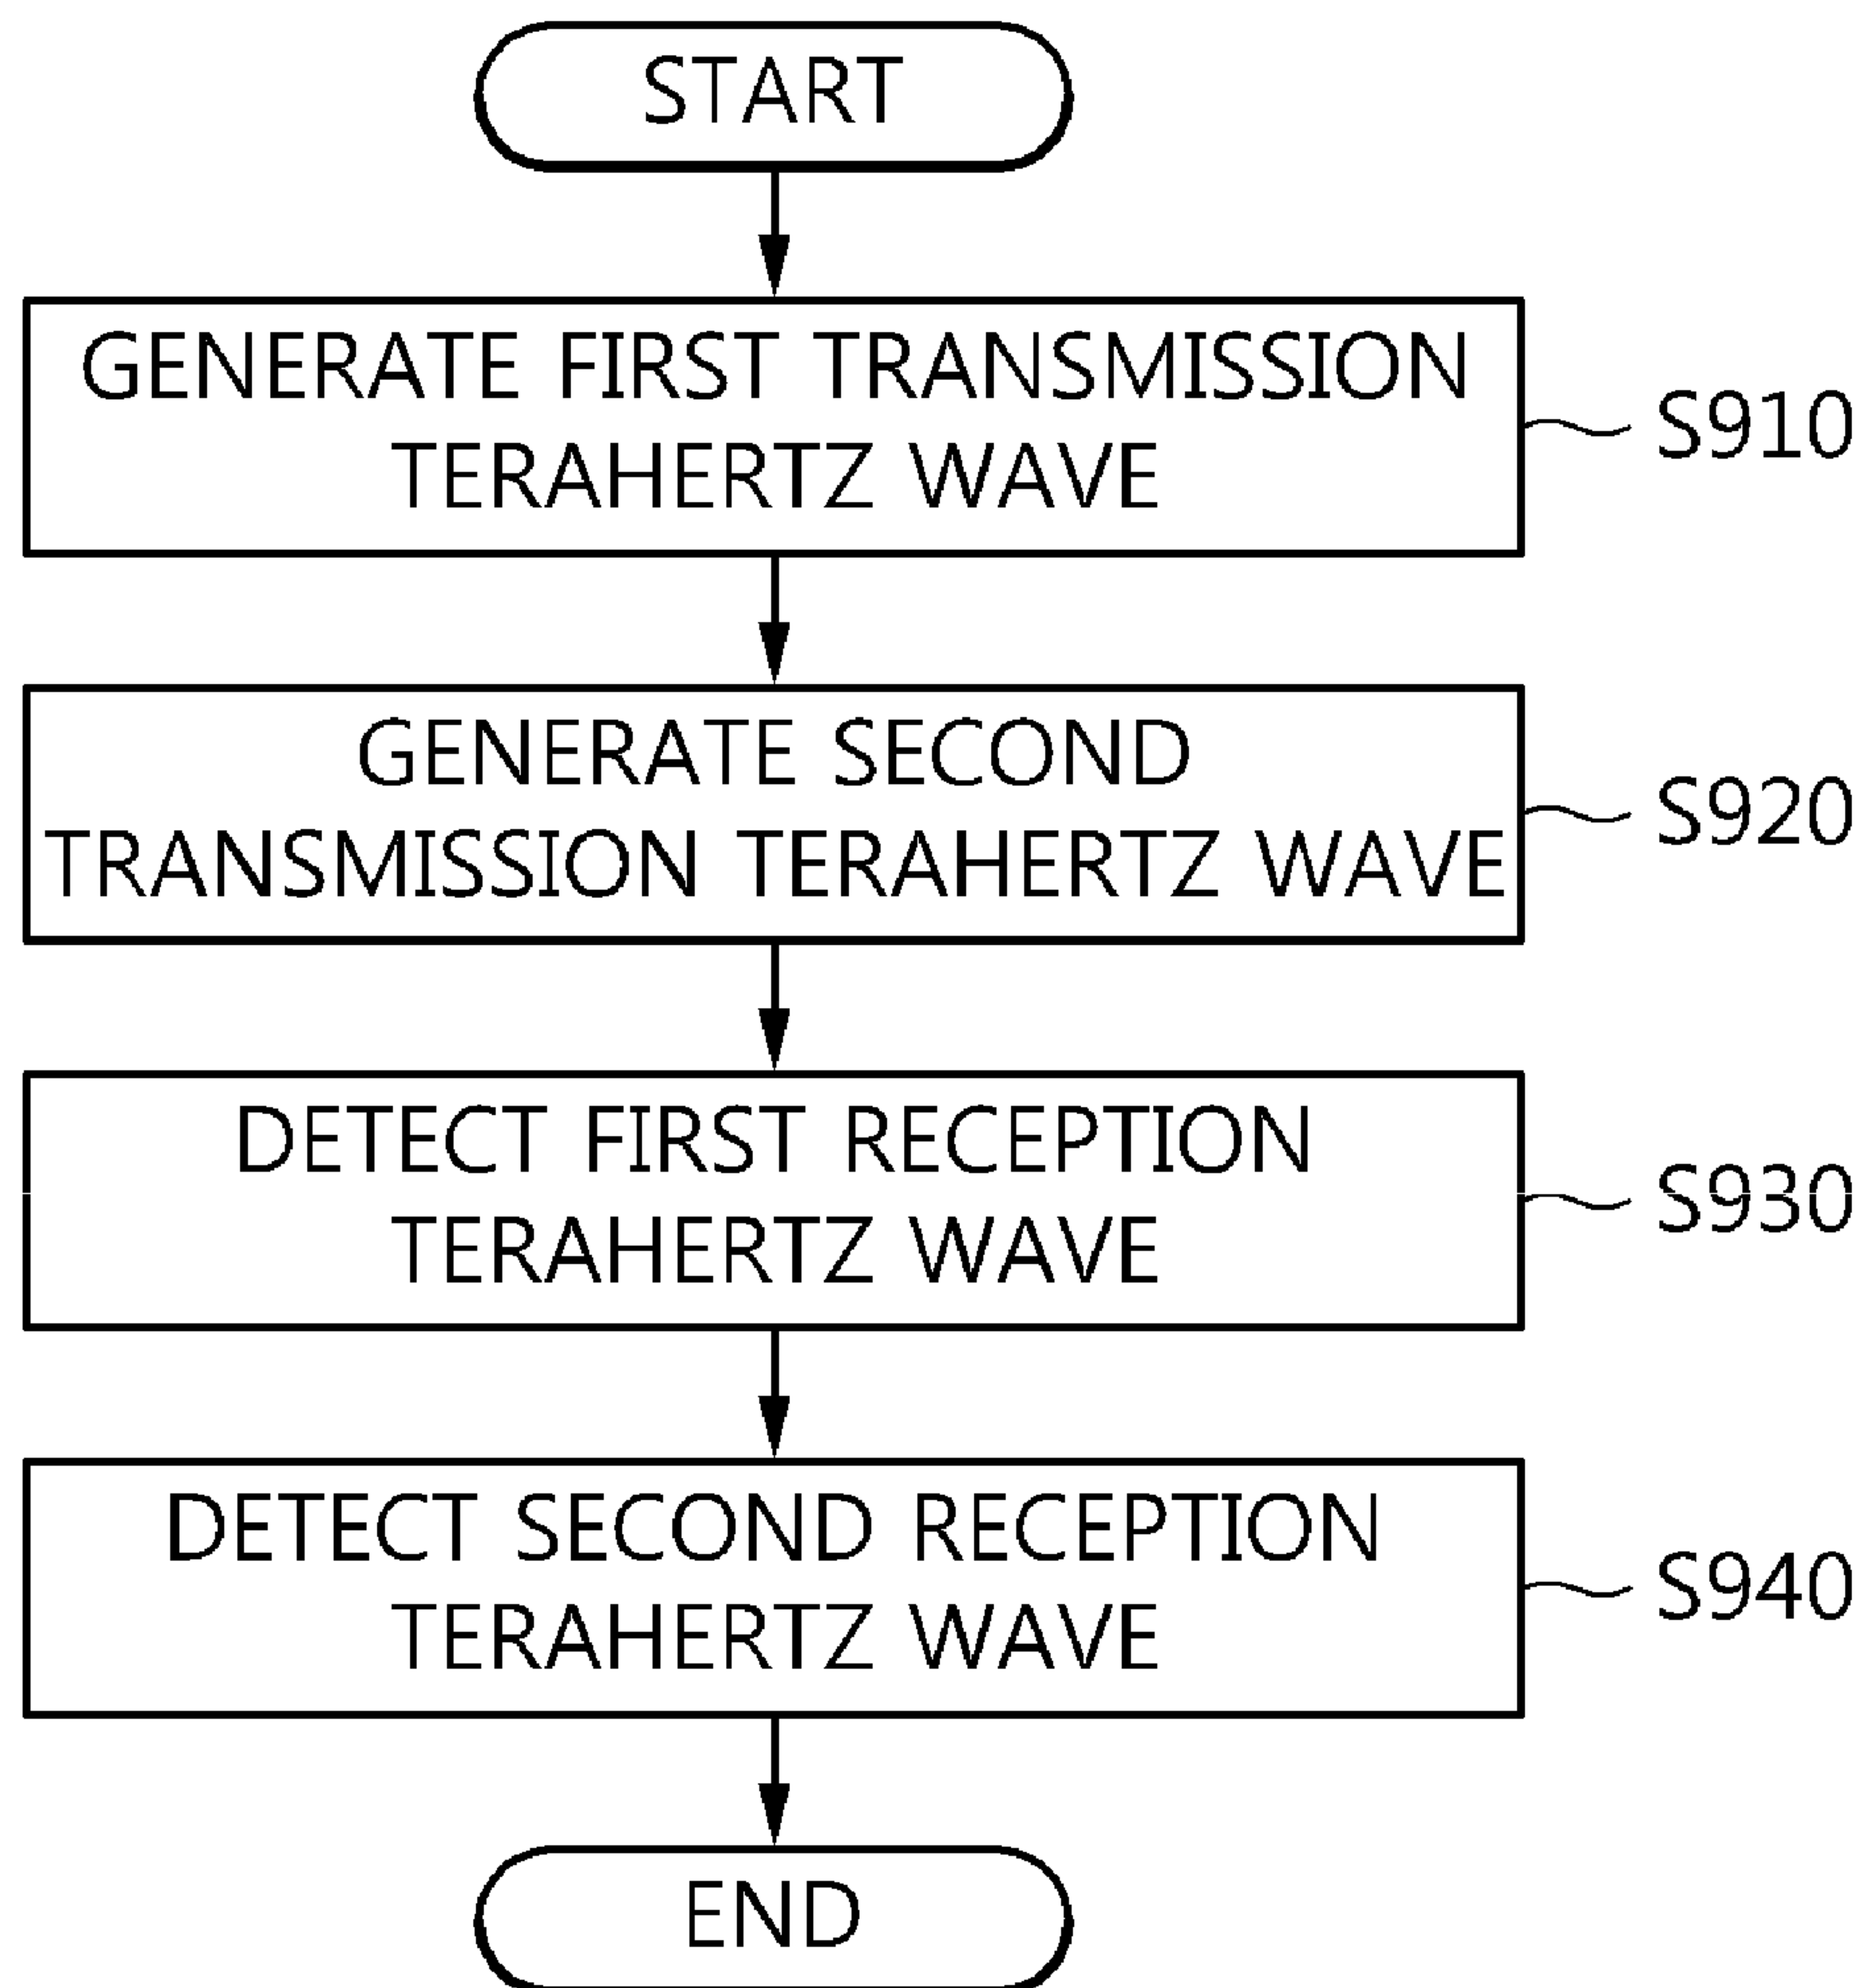 START
GENERATE FIRST TRANSMISSION
TERAHERTZ WAVE
S910
GENERATE SECOND
TRANSMISSION TERAHERTZ WAVE
S920
DETECT FIRST RECEPTION
TERAHERTZ WAVE
S930
DETECT SECOND RECEPTION
TERAHERTZ WAVE
S940
END